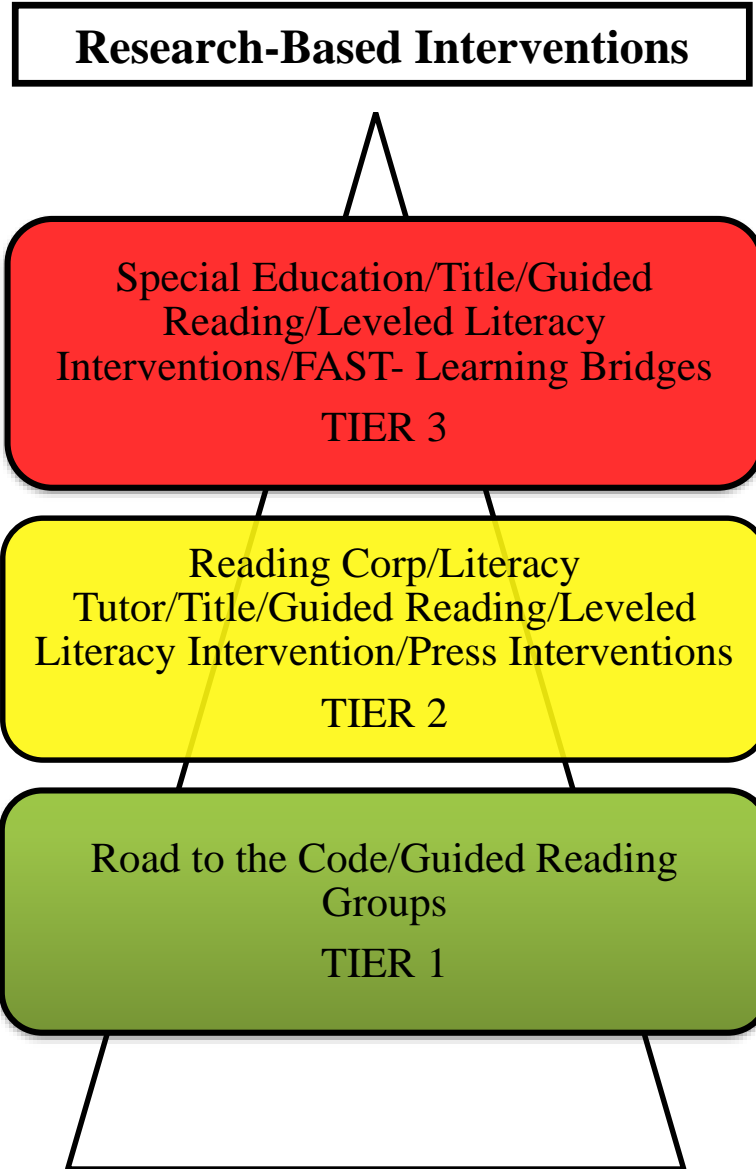 Research-Based Interventions
Special Education/Title/Guided
Reading/Leveled Literacy
Interventions/FAST- Learning Bridges
TIER 3
Reading Corp/Literacy
Tutor/Title/Guided Reading/Leveled
Literacy Intervention/Press Interventions
TIER 2
Road to the Code/Guided Reading
Groups
TIER 1